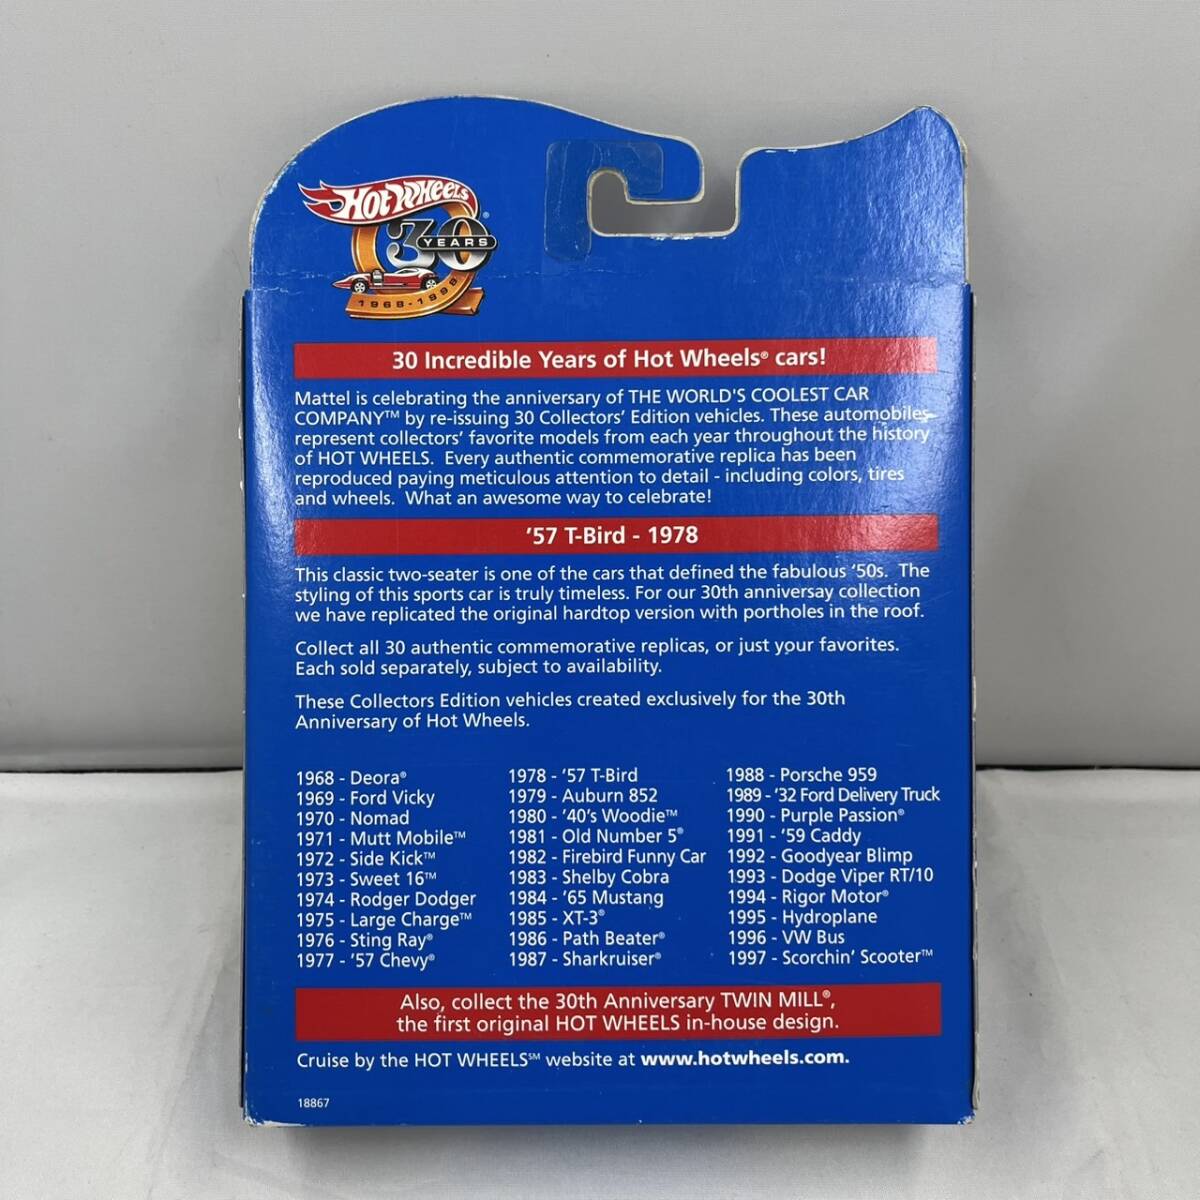 HOT WHEELS®
30
YEARS
1968-1998
30 Incredible Years of Hot Wheels® cars!
Mattel is celebrating the anniversary of THE WORLD'S COOLEST CAR
COMPANY™ by re-issuing 30 Collectors' Edition vehicles. These automobiles
represent collectors' favorite models from each year throughout the history
of HOT WHEELS. Every authentic commemorative replica has been
reproduced paying meticulous attention to detail - including colors, tires
and wheels. What an awesome way to celebrate!
'57 T-Bird - 1978
This classic two-seater is one of the cars that defined the fabulous '50s. The
styling of this sports car is truly timeless. For our 30th anniversay collection
we have replicated the original hardtop version with portholes in the roof.
Collect all 30 authentic commemorative replicas, or just your favorites.
Each sold separately, subject to availability.
These Collectors Edition vehicles created exclusively for the 30th
Anniversary of Hot Wheels.
1968 - Deora®
1969 - Ford Vicky
1970 - Nomad
1971 - Mutt Mobile™
1972 - Side Kick™
1973 - Sweet 16™
1974 - Rodger Dodger
1975 - Large Charge™
1976 - Sting Ray®
1977 - '57 Chevy®
1978 - '57 T-Bird
1979 - Auburn 852
1980 - '40's Woodie™
1981 - Old Number 5®
1982 - Firebird Funny Car
1983 - Shelby Cobra
1984 - '65 Mustang
1985 - XT-3®
1986 - Path Beater®
1987 - Sharkruiser®
1988 - Porsche 959
1989 - '32 Ford Delivery Truck
1990 - Purple Passion®
1991 - '59 Caddy
1992 - Goodyear Blimp
1993 - Dodge Viper RT/10
1994 - Rigor Motor®
1995 - Hydroplane
1996 - VW Bus
1997 - Scorchin' Scooter™
Also, collect the 30th Anniversary TWIN MILL®,
the first original HOT WHEELS in-house design.
Cruise by the HOT WHEELS℠ website at www.hotwheels.com.
18867